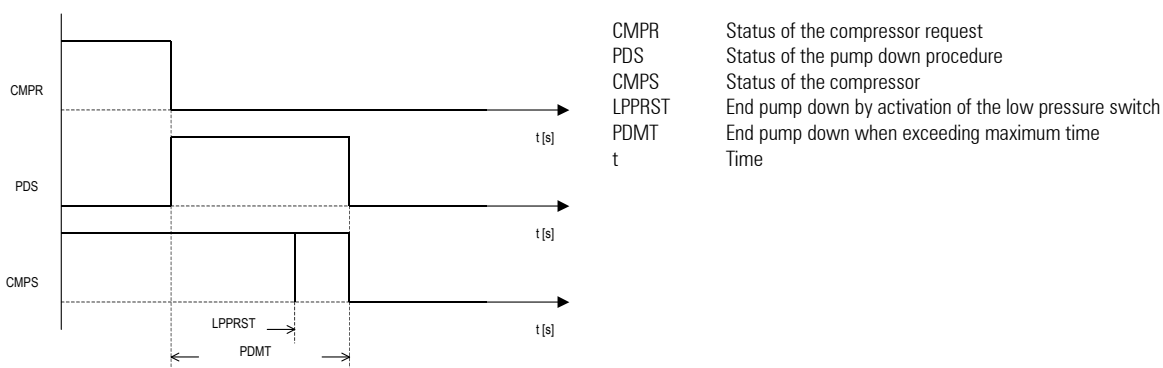 CMPR
t [s]
PDS
t [s]
CMPS
LPPRST
t [s]
PDMT
CMPR Status of the compressor request
PDS Status of the pump down procedure
CMPS Status of the compressor
LPPRST End pump down by activation of the low pressure switch
PDMT End pump down when exceeding maximum time
t Time